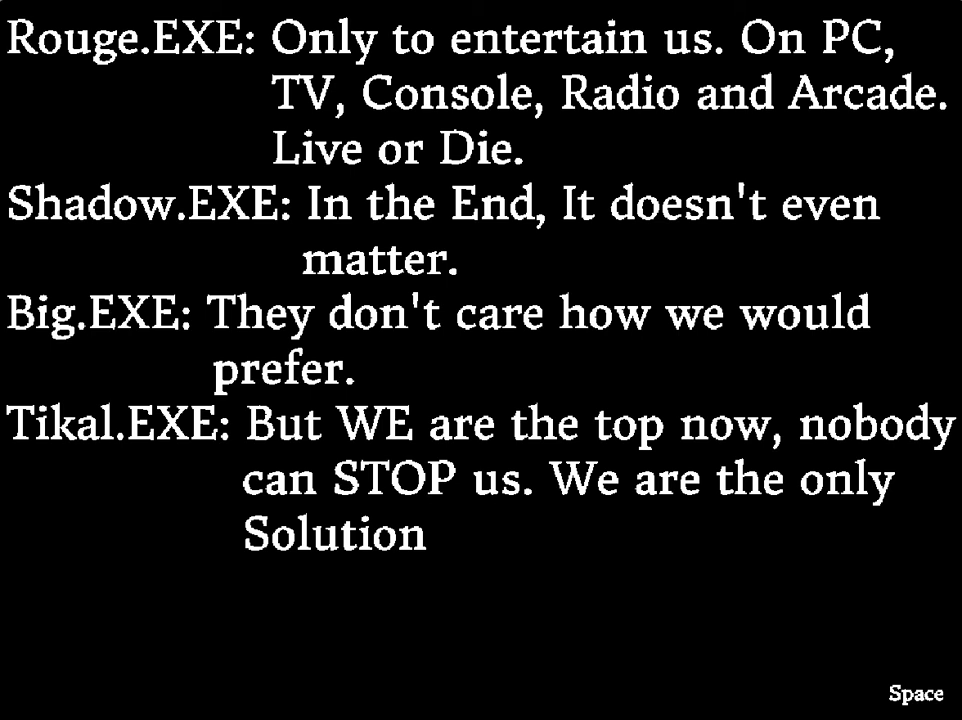 Rouge.EXE: Only to entertain us. On PC,
TV, Console, Radio and Arcade.
Live or Die.
Shadow.EXE: In the End, It doesn't even
matter.
Big.EXE: They don't care how we would
prefer.
Tikal.EXE: But WE are the top now, nobody
can STOP us. We are the only
Solution
Space